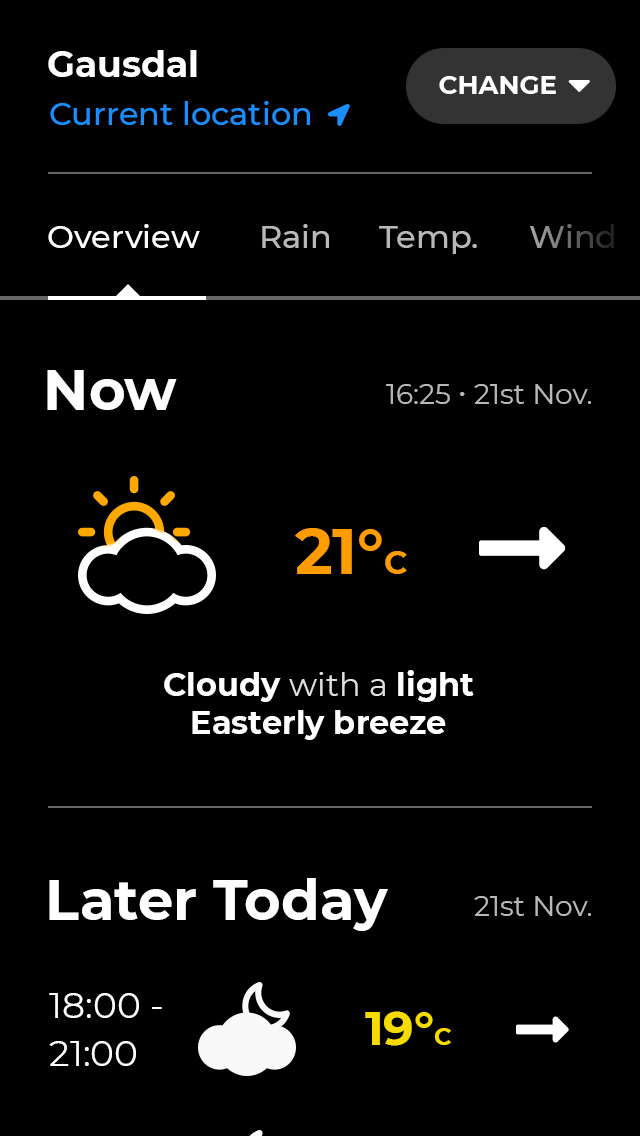 Gausdal
Current location
CHANGE
Overview Rain Temp. Wind
Now
16:25 • 21st Nov.
21°C
Cloudy with a light
Easterly breeze
Later Today
21st Nov.
18:00 -
21:00
19°C